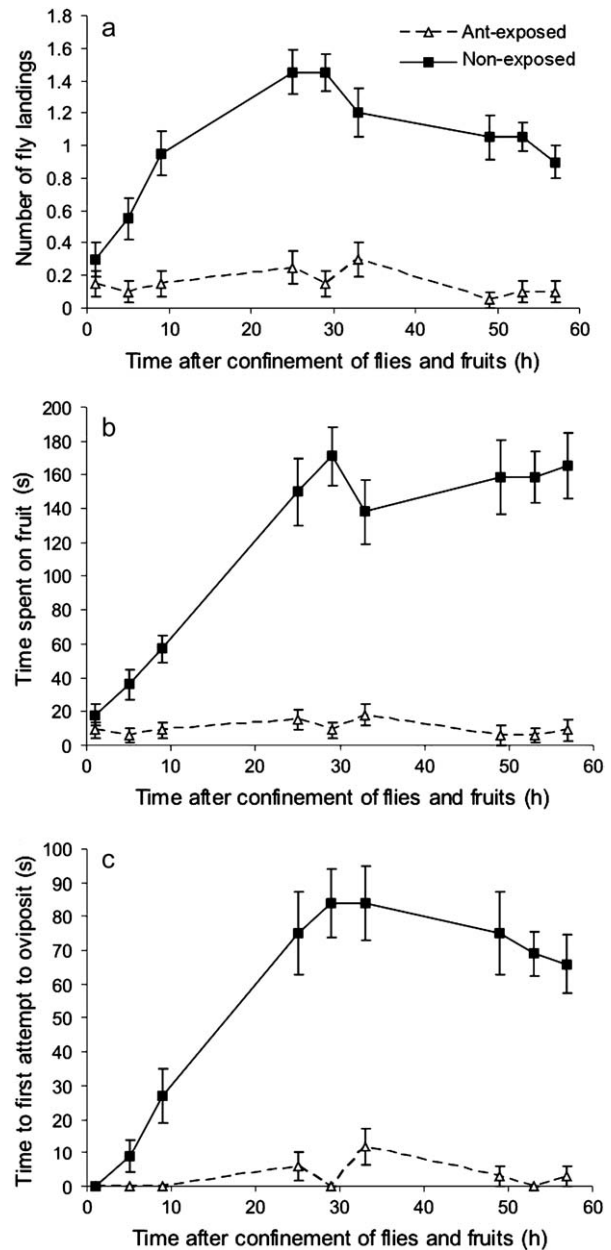 a
Ant-exposed
Non-exposed
Number of fly landings
1.8
1.6
1.4
1.2
1
0.8
0.6
0.4
0.2
0
0 10 20 30 40 50 60
Time after confinement of flies and fruits (h)
b
Time spent on fruit (s)
200
180
160
140
120
100
80
60
40
20
0
0 10 20 30 40 50 60
Time after confinement of flies and fruits (h)
c
Time to first attempt to oviposit (s)
100
90
80
70
60
50
40
30
20
10
0
0 10 20 30 40 50 60
Time after confinement of flies and fruits (h)